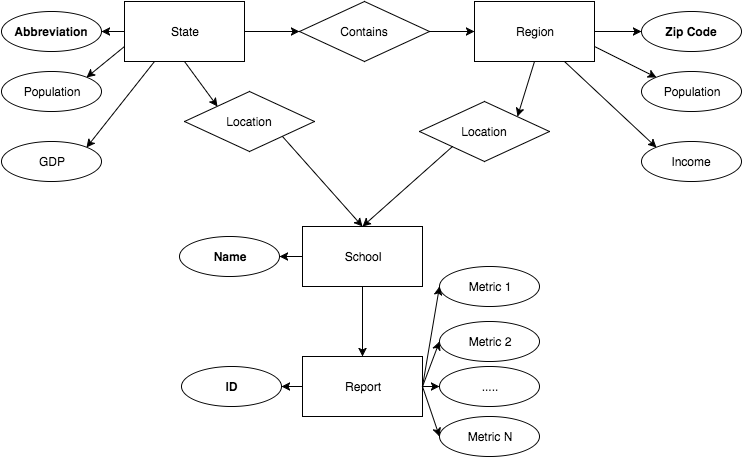 Abbreviation
State
Contains
Region
Zip Code
Population
Population
Location
Location
GDP
Income
Name
School
Metric 1
Metric 2
ID
Report
.....
Metric N